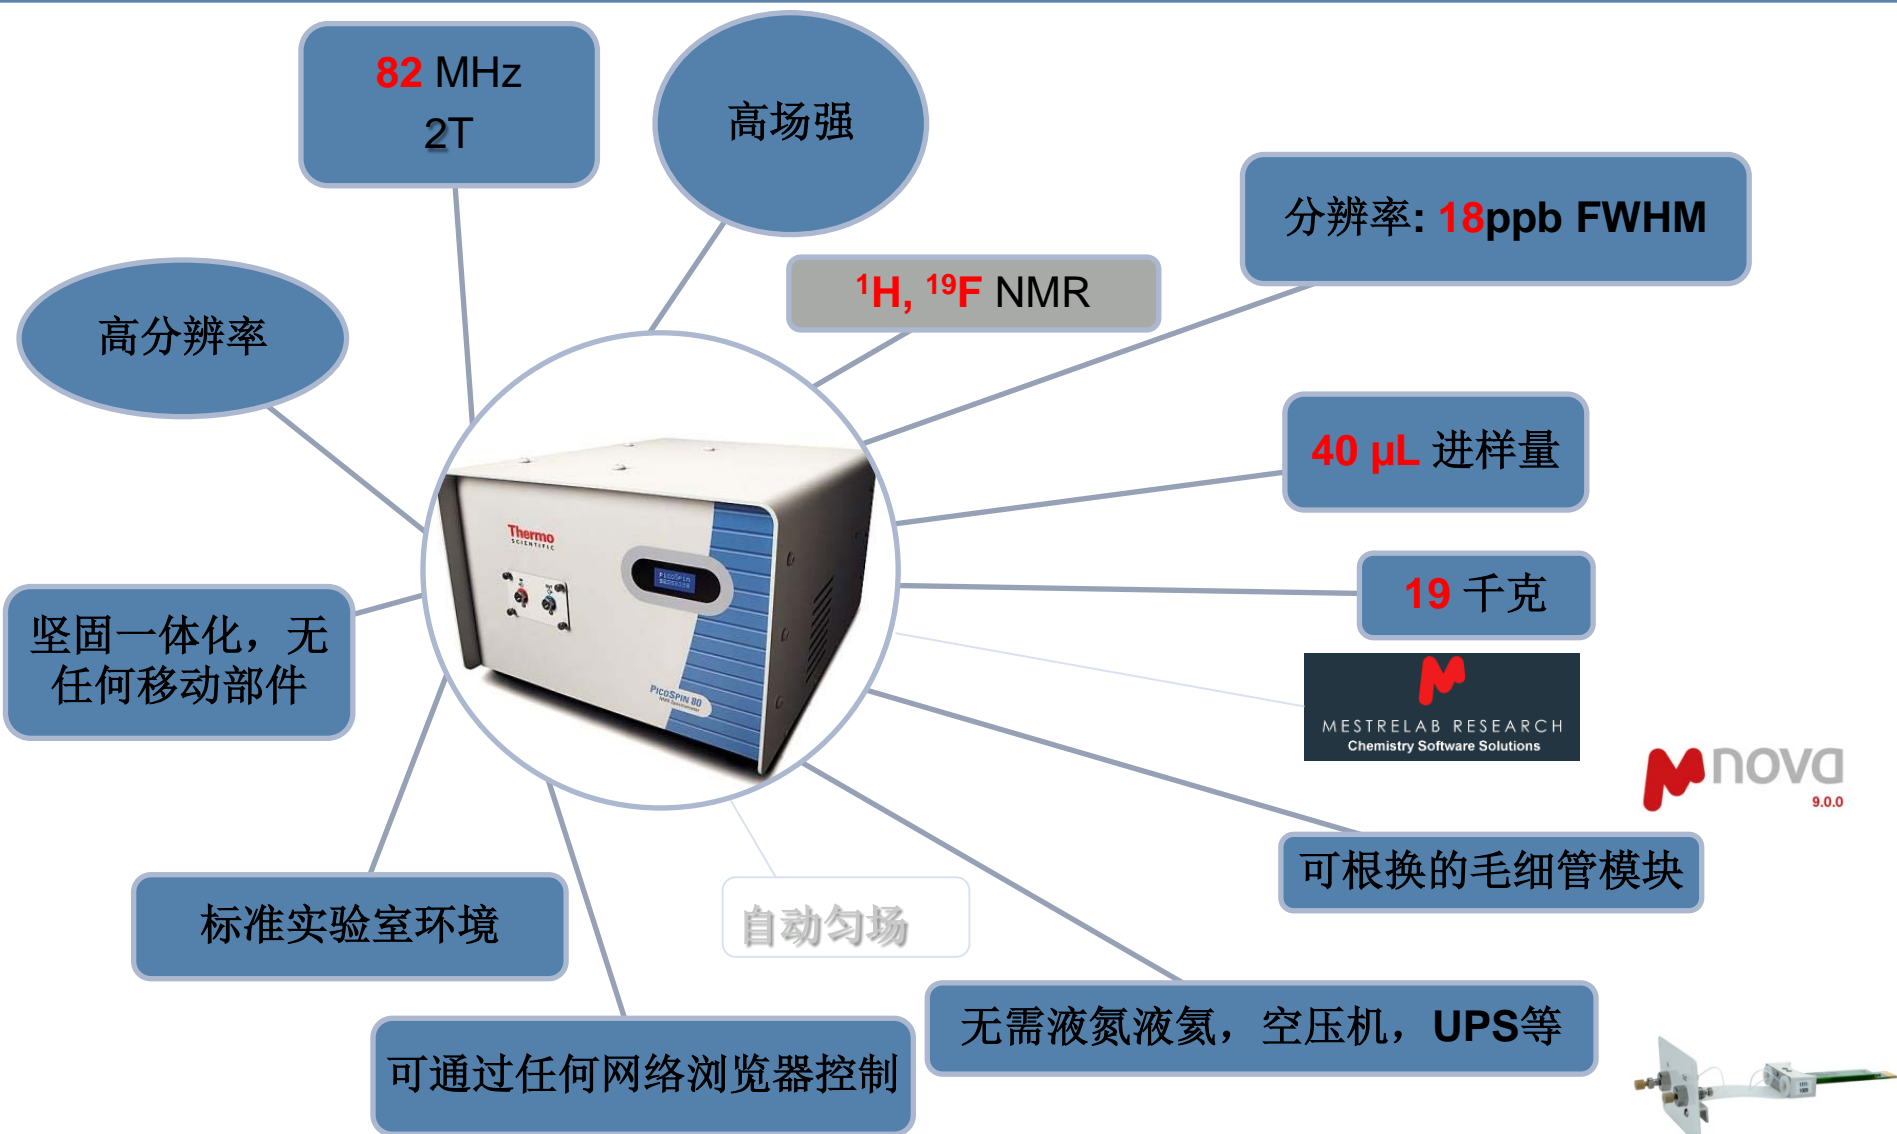 82 MHz
2T
高场强
分辨率: 18ppb FWHM
¹H, ¹⁹F NMR
高分辨率
40 µL 进样量
Thermo
SCIENTIFIC
19 千克
坚固一体化，无
任何移动部件
PICOSPIN 80
MESTRELAB RESEARCH
Chemistry Software Solutions
Mnova
9.0.0
可根换的毛细管模块
标准实验室环境
自动匀场
无需液氮液氦，空压机，UPS等
可通过任何网络浏览器控制